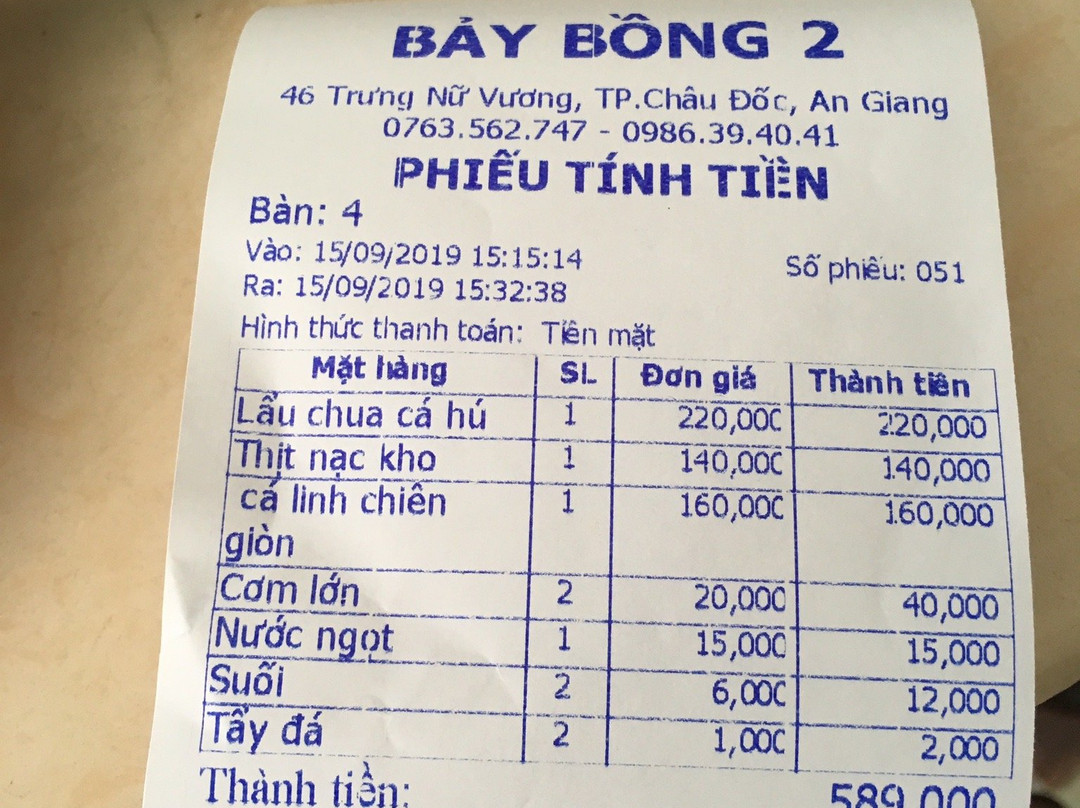 BẢY BỒNG 2
46 Trưng Nữ Vương, TP.Châu Đốc, An Giang
0763.562.747 - 0986.39.40.41
PHIẾU TÍNH TIỀN
Bàn: 4
Vào: 15/09/2019 15:15:14
Số phiếu: 051
Ra: 15/09/2019 15:32:38
Hình thức thanh toán: Tiền mặt
Mặt hàng SL Đơn giá Thành tiền
Lẩu chua cá hú 1 220,000 220,000
Thịt nạc kho 1 140,000 140,000
cá linh chiên 1 160,000 160,000
giòn
Cơm lớn 2 20,000 40,000
Nước ngọt 1 15,000 15,000
Suối 2 6,000 12,000
Tẩy đá 2 1,000 2,000
Thành tiền: 589,000